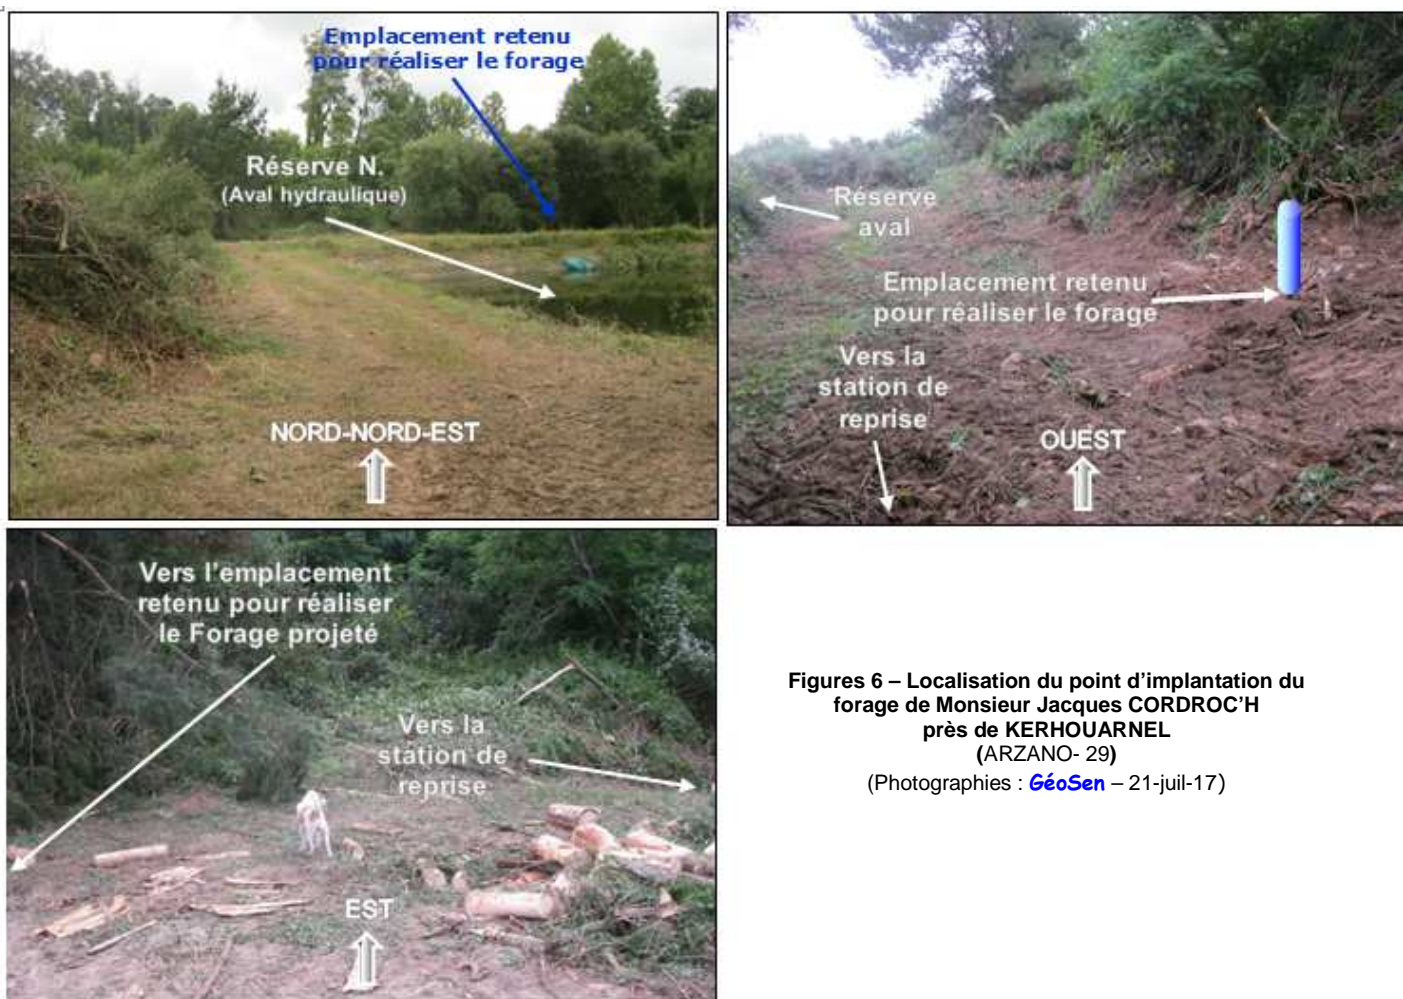 Emplacement retenu
pour réaliser le forage
Réserve N.
(Aval hydraulique)
NORD-NORD-EST
Réserve
aval
Emplacement retenu
pour réaliser le forage
Vers la
station de
reprise
OUEST
Vers l'emplacement
retenu pour réaliser
le Forage projeté
Vers la
station de
reprise
EST
Figures 6 – Localisation du point d’implantation du
forage de Monsieur Jacques CORDROC’H
près de KERHOUARNEL
(ARZANO- 29)
(Photographies : GéoSen – 21-juil-17)